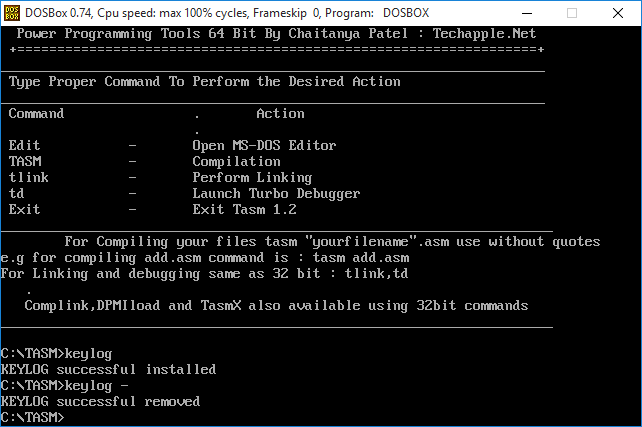 DOSBox 0.74, Cpu speed: max 100% cycles, Frameskip 0, Program: DOSBOX
Power Programming Tools 64 Bit By Chaitanya Patel : Techapple.Net
+================================================================+
Type Proper Command To Perform the Desired Action
Command . Action
.
Edit - Open MS-DOS Editor
TASM - Compilation
tlink - Perform Linking
td - Launch Turbo Debugger
Exit - Exit Tasm 1.2
For Compiling your files tasm "yourfilename".asm use without quotes
e.g for compiling add.asm command is : tasm add.asm
For Linking and debugging same as 32 bit : tlink,td
.
Complink,DPMIload and TasmX also available using 32bit commands
C:\TASM>keylog
KEYLOG successful installed
C:\TASM>keylog -
KEYLOG successful removed
C:\TASM>